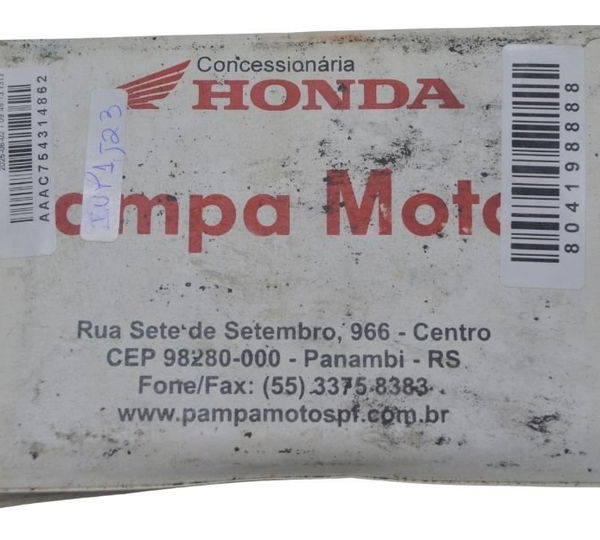 Concessionária
HONDA
ampa Moto
Rua Sete de Setembro, 966 - Centro
CEP 98280-000 - Panambi - RS
Fone/Fax: (55) 3375 8383
www.pampamotospf.com.br
AAAC754314862
804198888